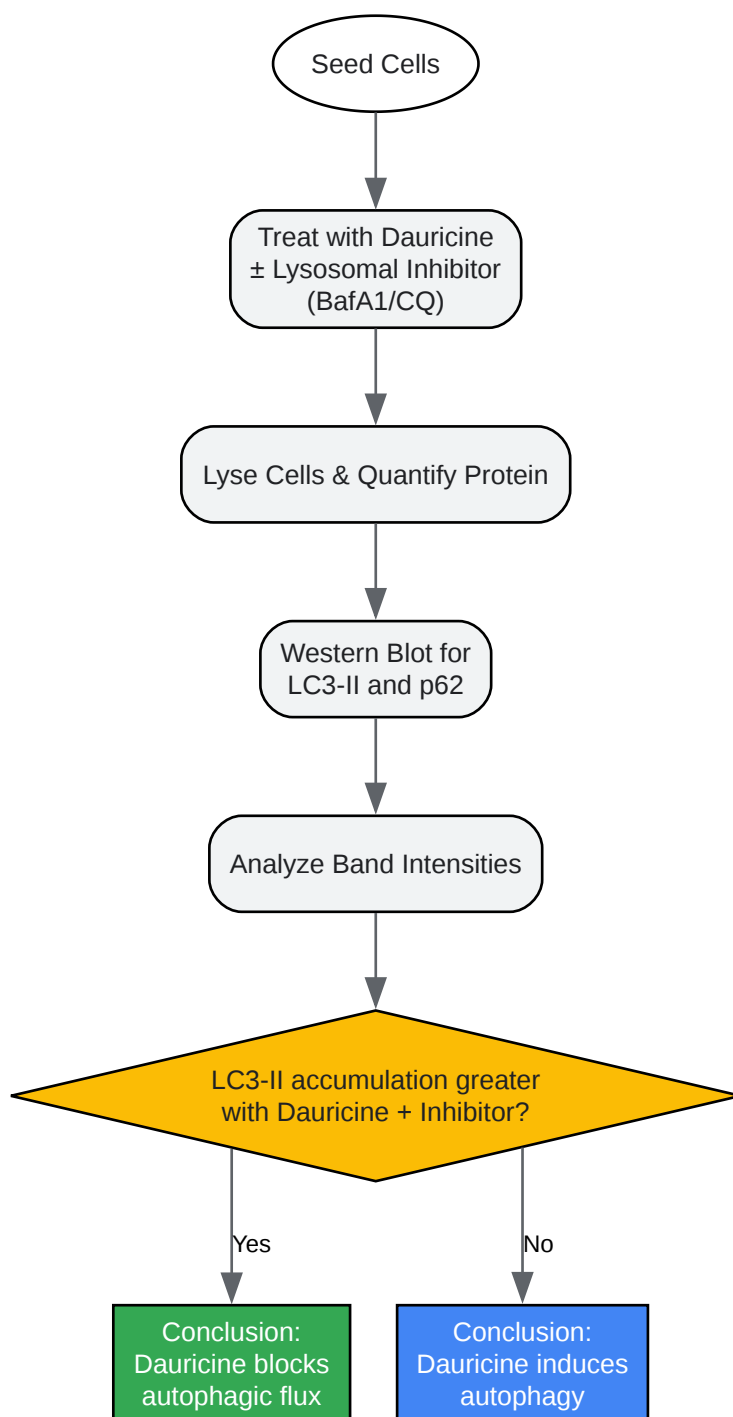 Seed Cells
Treat with Dauricine
± Lysosomal Inhibitor
(BafA1/CQ)
Lyse Cells & Quantify Protein
Western Blot for
LC3-II and p62
Analyze Band Intensities
LC3-II accumulation greater
with Dauricine + Inhibitor?
Yes
No
Conclusion:
Dauricine blocks
autophagic flux
Conclusion:
Dauricine induces
autophagy